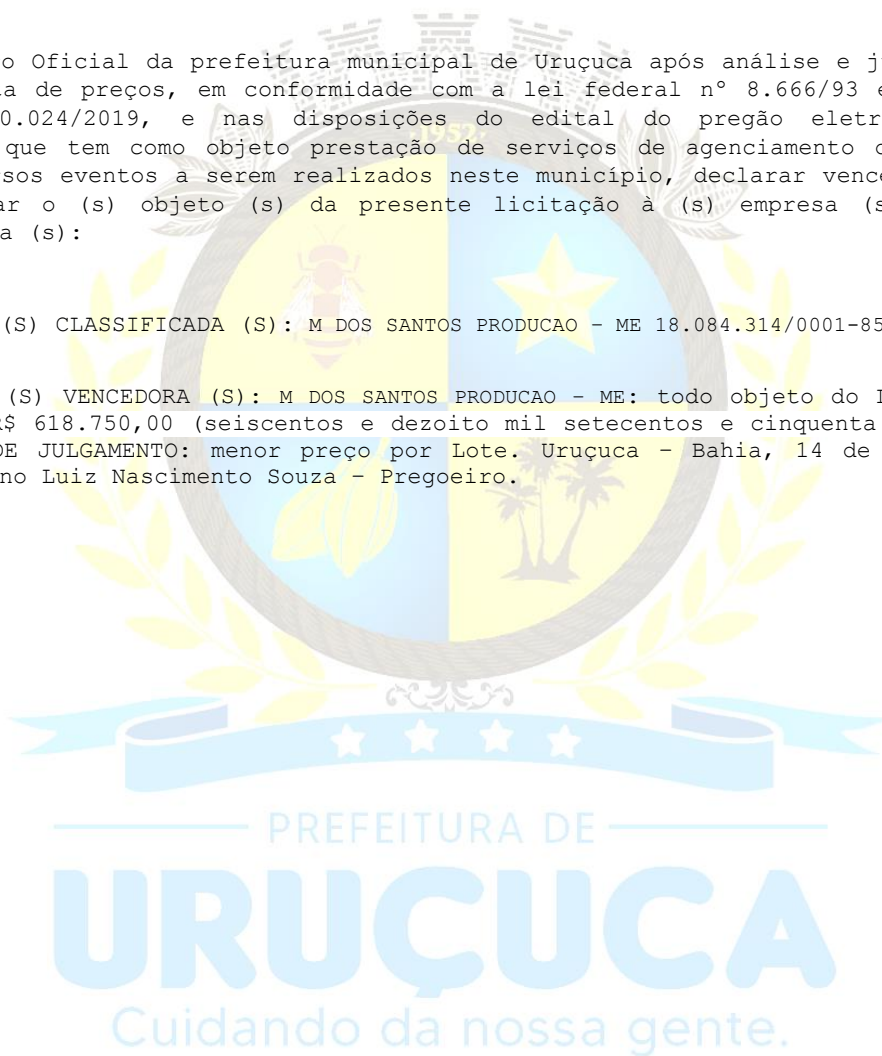 o Oficial da prefeitura municipal de Uruçuca após análise e j
a de preços, em conformidade com a lei federal nº 8.666/93 e
0.024/2019, e nas disposições do edital do pregão eletr
que tem como objeto prestação de serviços de agenciamento
rsos eventos a serem realizados neste município, declarar vence
ar o (s) objeto (s) da presente licitação à (s) empresa (s
a (s):
(S) CLASSIFICADA (S): M DOS SANTOS PRODUCAO – ME 18.084.314/0001-85
(S) VENCEDORA (S): M DOS SANTOS PRODUCAO – ME: todo objeto do
R$ 618.750,00 (seiscentos e dezoito mil setecentos e cinquenta
DE JULGAMENTO: menor preço por Lote. Uruçuca – Bahia, 14 de
no Luiz Nascimento Souza – Pregoeiro.
1952
PREFEITURA DE
URUÇUCA
Cuidando da nossa gente.